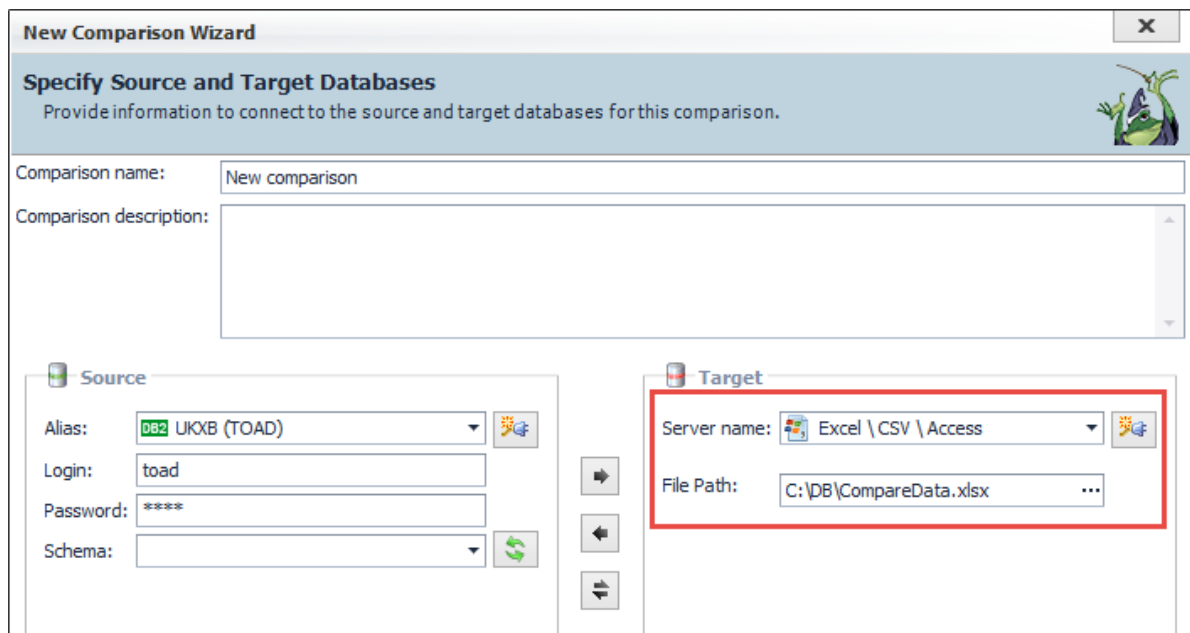 New Comparison Wizard
Specify Source and Target Databases
Provide information to connect to the source and target databases for this comparison.
Comparison name: New comparison
Comparison description:
Source
Alias: DB2 UKXB (TOAD)
Login: toad
Password: ****
Schema:
Target
Server name: Excel \ CSV \ Access
File Path: C:\DB\CompareData.xlsx ...